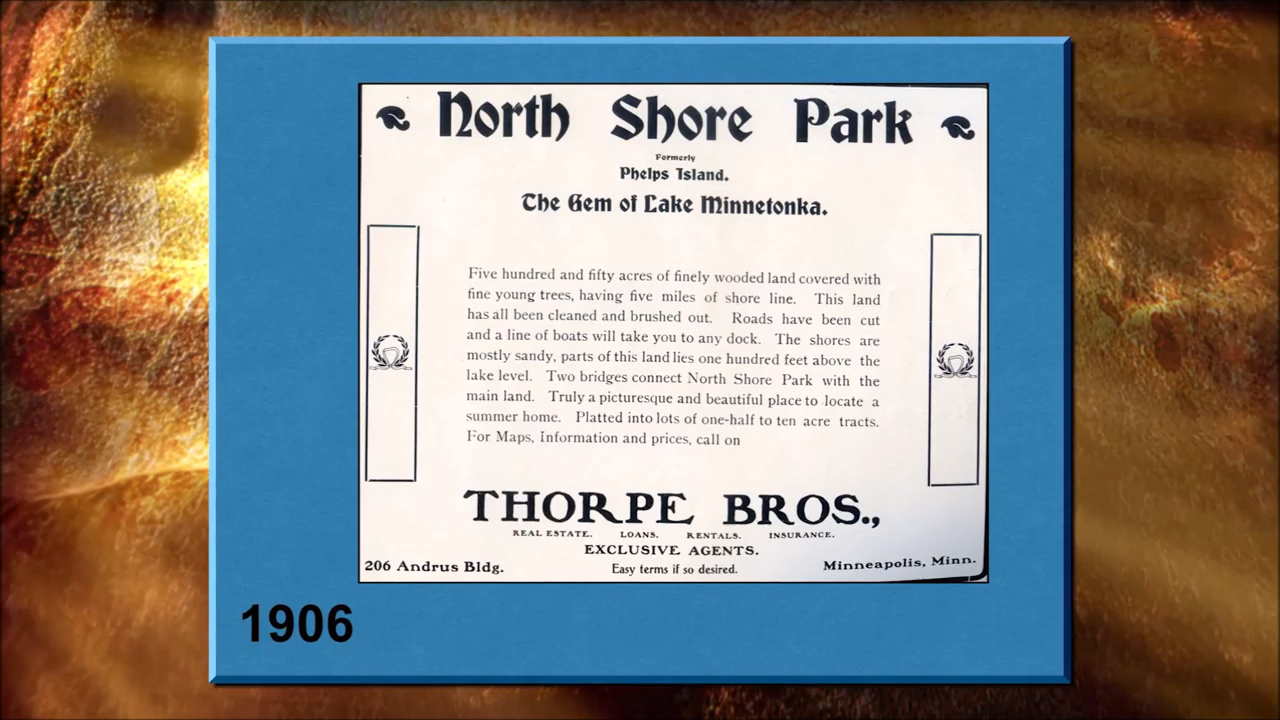 North Shore Park
Formerly
Phelps Island.
The Gem of Lake Minnetonka.
Five hundred and fifty acres of finely wooded land covered with
fine young trees, having five miles of shore line. This land
has all been cleaned and brushed out. Roads have been cut
and a line of boats will take you to any dock. The shores are
mostly sandy, parts of this land lies one hundred feet above the
lake level. Two bridges connect North Shore Park with the
main land. Truly a picturesque and beautiful place to locate a
summer home. Platted into lots of one-half to ten acre tracts.
For Maps, Information and prices, call on
THORPE BROS.,
REAL ESTATE. LOANS. RENTALS. INSURANCE.
EXCLUSIVE AGENTS.
206 Andrus Bldg. Easy terms if so desired. Minneapolis, Minn.
1906